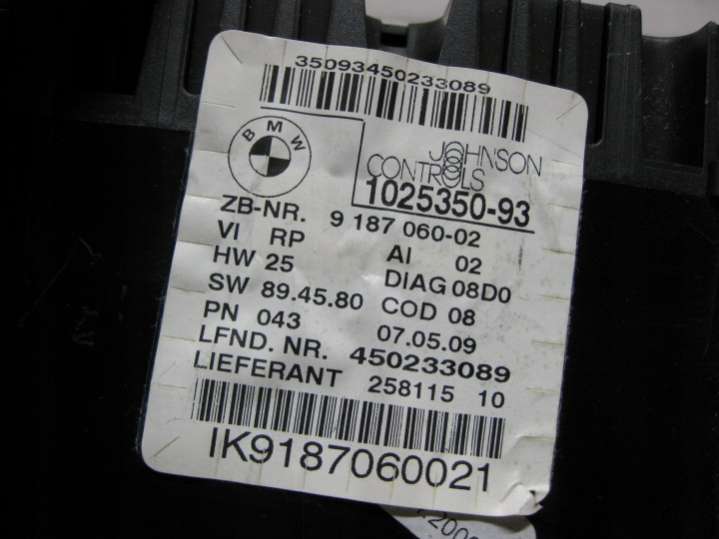 35093450233089
BMW
JOHNSON
CONTROLS
1025350-93
ZB-NR. 9 187 060-02
VI RP AI 02
HW 25 DIAG 08D0
SW 89.45.80 COD 08
PN 043 07.05.09
LFND. NR. 450233089
LIEFERANT 258115 10
IK9187060021